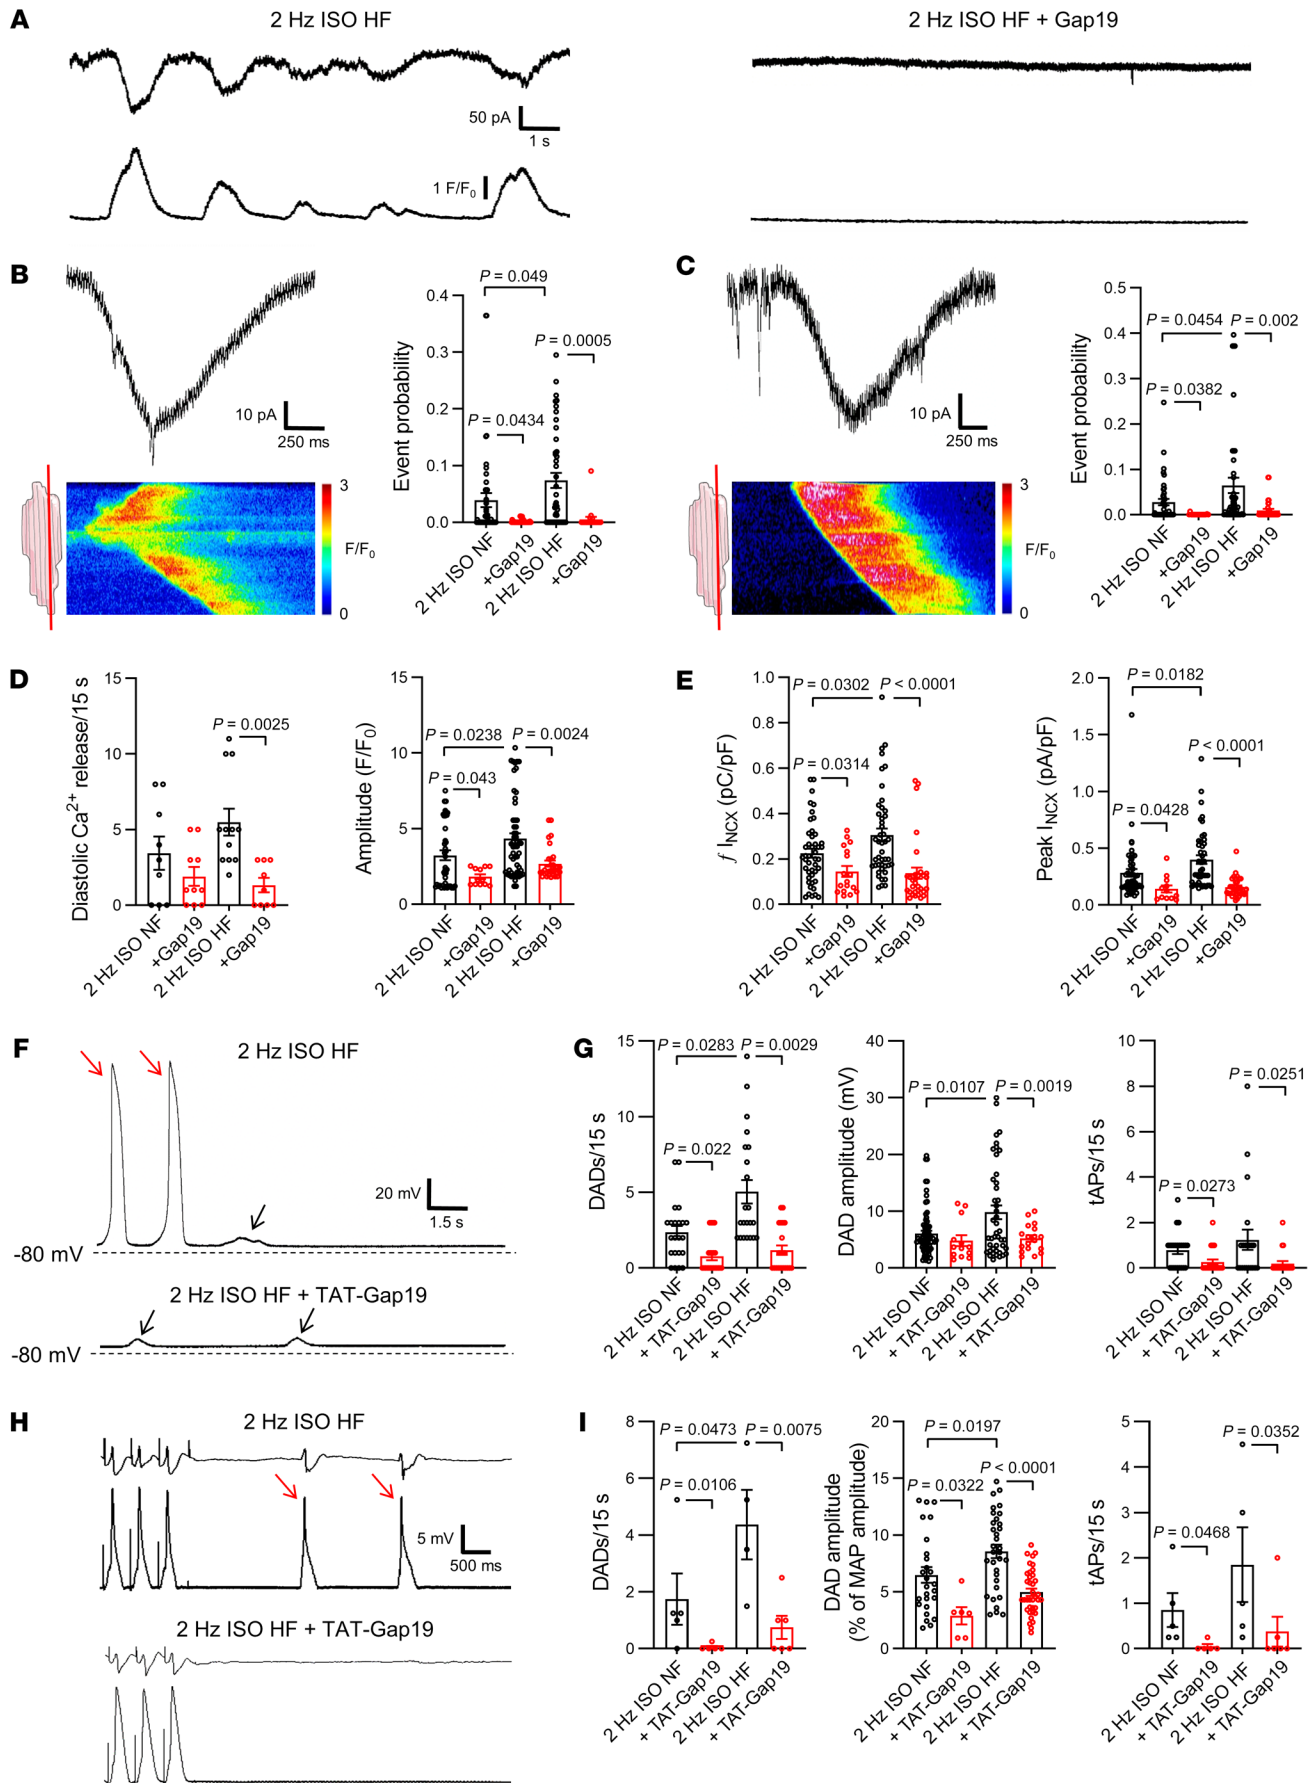 A
2 Hz ISO HF
2 Hz ISO HF + Gap19
50 pA
1 s
1 F/F0
B
10 pA
250 ms
3
F/F0
0
Event probability
0.4
0.3
0.2
0.1
0.0
P = 0.049
P = 0.0005
P = 0.0434
2 Hz ISO NF
+Gap19
2 Hz ISO HF
+Gap19
C
10 pA
250 ms
3
F/F0
0
Event probability
0.5
0.4
0.3
0.2
0.1
0.0
P = 0.0454
P = 0.002
P = 0.0382
2 Hz ISO NF
+Gap19
2 Hz ISO HF
+Gap19
D
Diastolic Ca2+ release/15 s
15
10
5
0
P = 0.0025
2 Hz ISO NF
+Gap19
2 Hz ISO HF
+Gap19
Amplitude (F/F0)
15
10
5
0
P = 0.0238
P = 0.0024
P = 0.043
2 Hz ISO NF
+Gap19
2 Hz ISO HF
+Gap19
E
ƒ INCX (pC/pF)
1.0
0.8
0.6
0.4
0.2
0.0
P = 0.0302
P < 0.0001
P = 0.0314
2 Hz ISO NF
+Gap19
2 Hz ISO HF
+Gap19
Peak INCX (pA/pF)
2.0
1.5
1.0
0.5
0.0
P = 0.0182
P < 0.0001
P = 0.0428
2 Hz ISO NF
+Gap19
2 Hz ISO HF
+Gap19
F
2 Hz ISO HF
20 mV
1.5 s
-80 mV
2 Hz ISO HF + TAT-Gap19
-80 mV
G
DADs/15 s
15
10
5
0
P = 0.0283
P = 0.0029
P = 0.022
2 Hz ISO NF
+ TAT-Gap19
2 Hz ISO HF
+ TAT-Gap19
DAD amplitude (mV)
40
30
20
10
0
P = 0.0107
P = 0.0019
2 Hz ISO NF
+ TAT-Gap19
2 Hz ISO HF
+ TAT-Gap19
tAPs/15 s
10
8
6
4
2
0
P = 0.0251
P = 0.0273
2 Hz ISO NF
+ TAT-Gap19
2 Hz ISO HF
+ TAT-Gap19
H
2 Hz ISO HF
5 mV
500 ms
2 Hz ISO HF + TAT-Gap19
I
DADs/15 s
8
6
4
2
0
P = 0.0473
P = 0.0075
P = 0.0106
2 Hz ISO NF
+ TAT-Gap19
2 Hz ISO HF
+ TAT-Gap19
DAD amplitude
(% of MAP amplitude)
20
15
10
5
0
P = 0.0197
P < 0.0001
P = 0.0322
2 Hz ISO NF
+ TAT-Gap19
2 Hz ISO HF
+ TAT-Gap19
tAPs/15 s
5
4
3
2
1
0
P = 0.0352
P = 0.0468
2 Hz ISO NF
+ TAT-Gap19
2 Hz ISO HF
+ TAT-Gap19